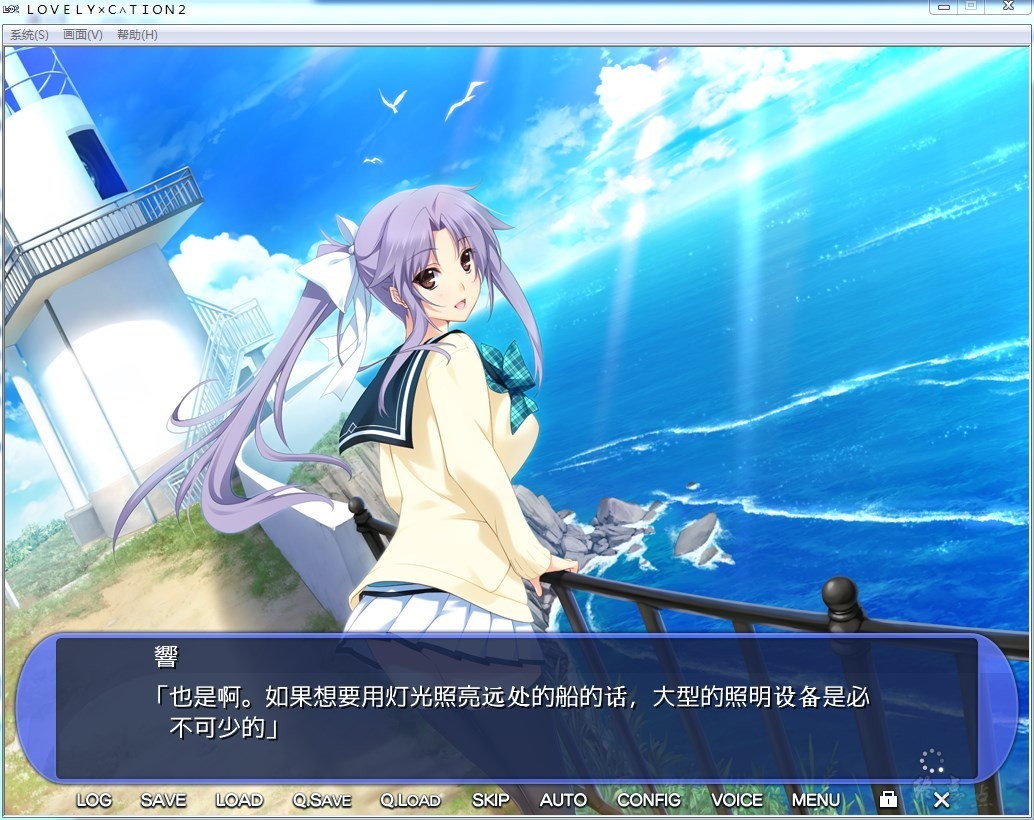 LOVELY×C∧TION2
系统(S) 画面(V) 帮助(H)
響
「也是啊。如果想要用灯光照亮远处的船的话，大型的照明设备是必
不可少的」
LOG SAVE LOAD Q.SAVE Q.LOAD SKIP AUTO CONFIG VOICE MENU